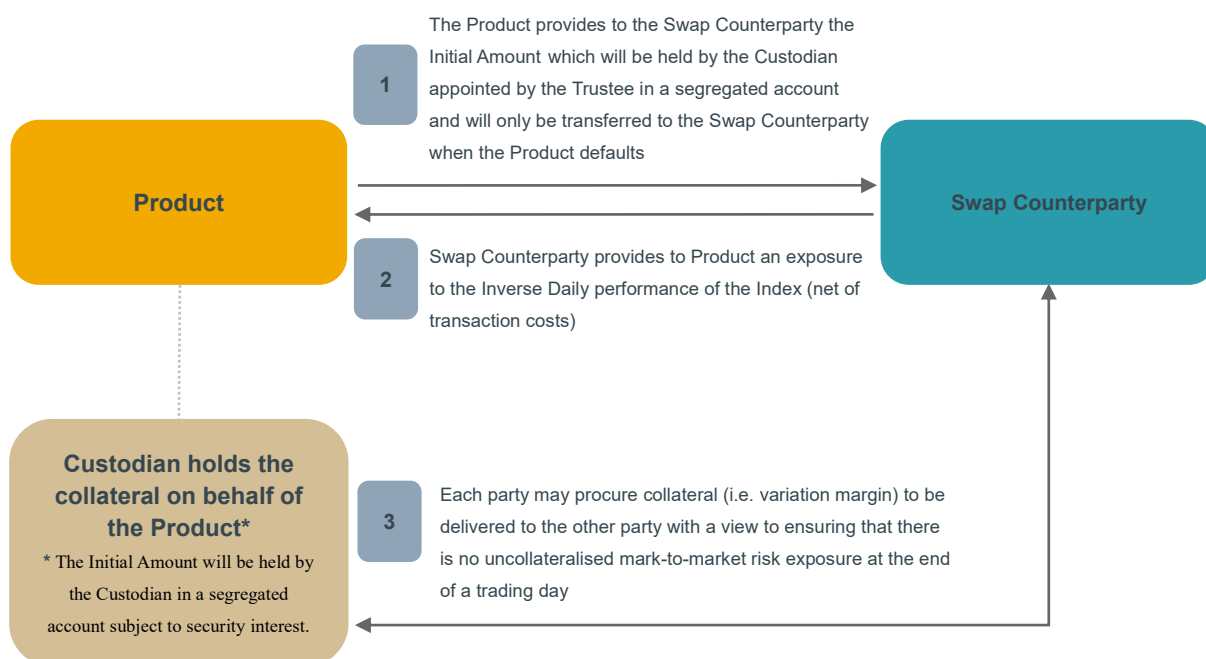 The Product provides to the Swap Counterparty the
Initial Amount which will be held by the Custodian
appointed by the Trustee in a segregated account
and will only be transferred to the Swap Counterparty
when the Product defaults
1
Product
Swap Counterparty
2
Swap Counterparty provides to Product an exposure
to the Inverse Daily performance of the Index (net of
transaction costs)
Custodian holds the
collateral on behalf of
the Product*
* The Initial Amount will be held by
the Custodian in a segregated
account subject to security interest.
3
Each party may procure collateral (i.e. variation margin) to be
delivered to the other party with a view to ensuring that there
is no uncollateralised mark-to-market risk exposure at the end
of a trading day